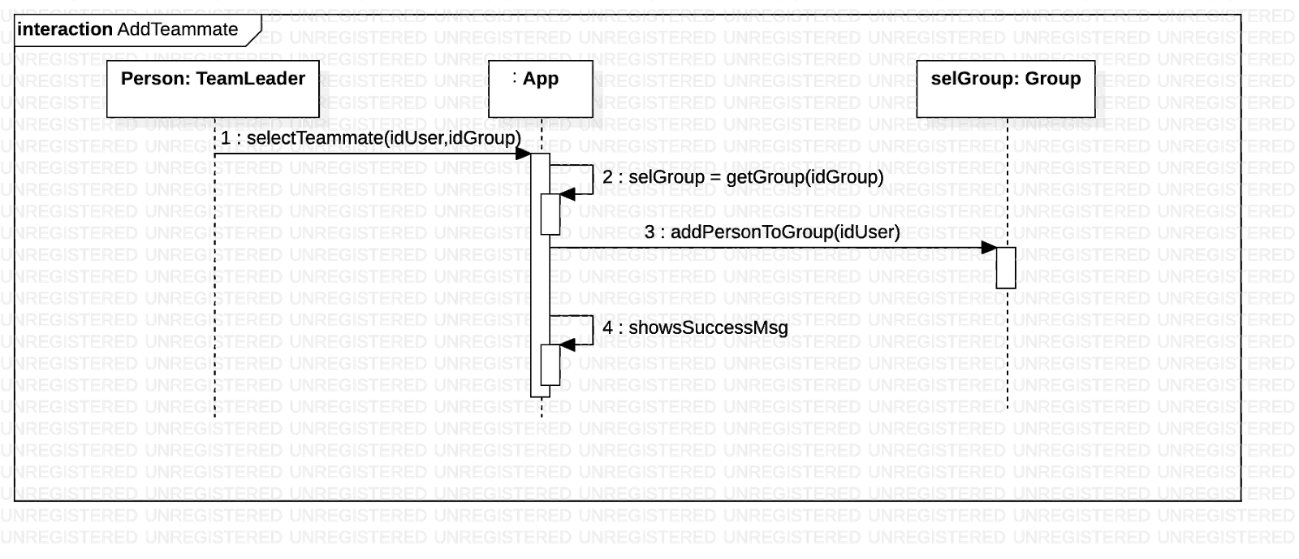 interaction AddTeammate
Person: TeamLeader
: App
selGroup: Group
1 : selectTeammate(idUser,idGroup)
2 : selGroup = getGroup(idGroup)
3 : addPersonToGroup(idUser)
4 : showsSuccessMsg
UNREGISTERED UNREGISTERED UNREGISTERED UNREGISTERED UNREGISTERED UNREGISTERED UNREGISTERED UNREGISTERED UNREGISTERED